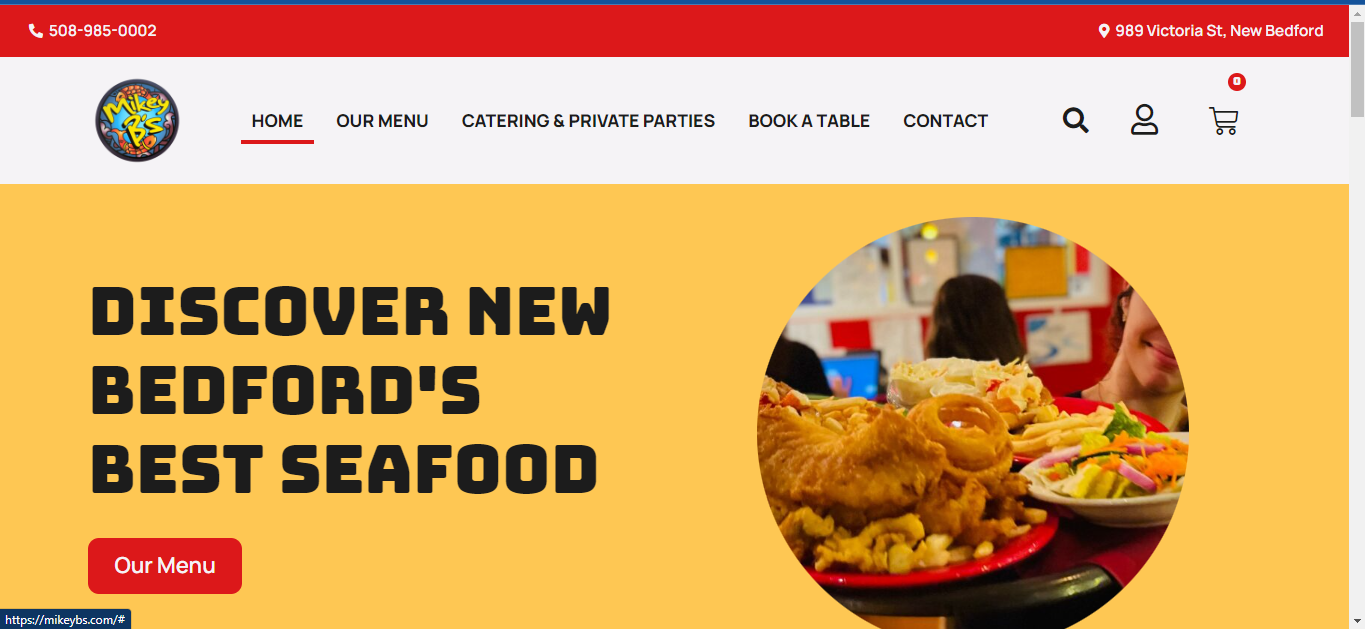 508-985-0002
989 Victoria St, New Bedford
0
Mikey
B's
HOME
OUR MENU
CATERING & PRIVATE PARTIES
BOOK A TABLE
CONTACT
DISCOVER NEW
BEDFORD'S
BEST SEAFOOD
Our Menu
https://mikeybs.com/#